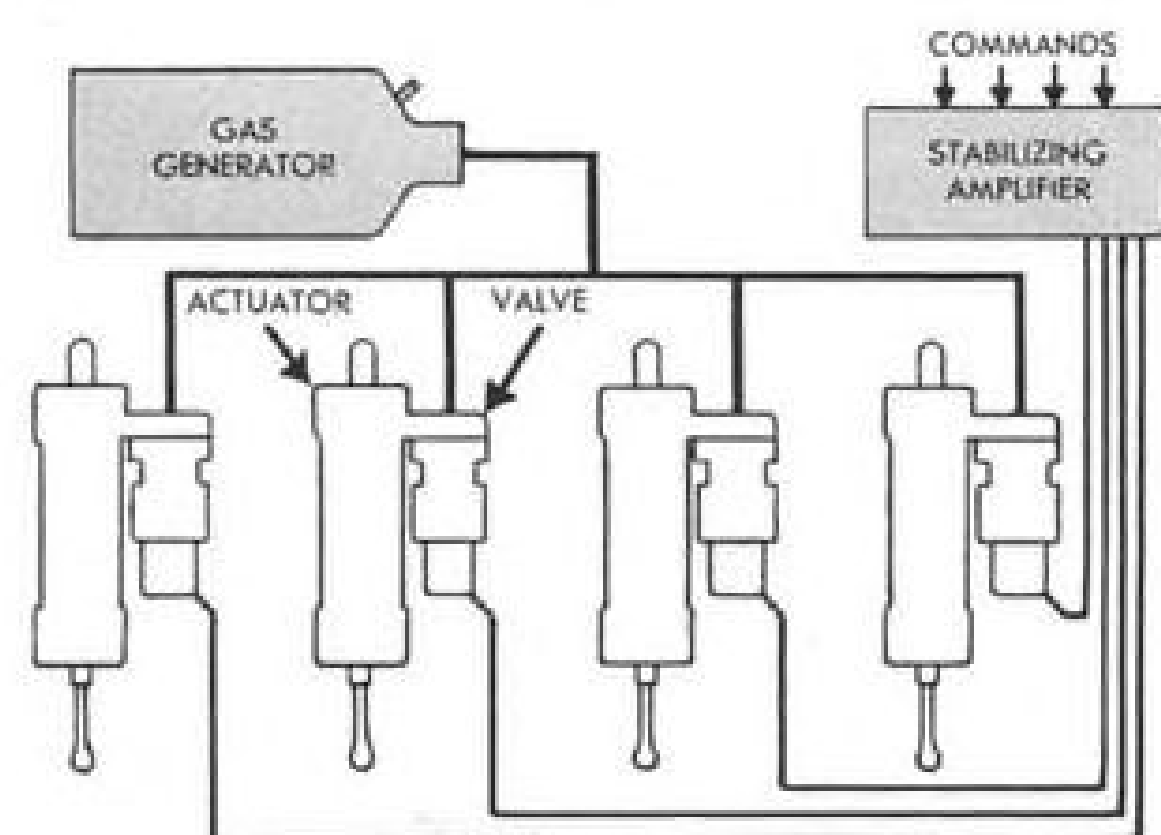 COMMANDS
GAS
GENERATOR
STABILIZING
AMPLIFIER
ACTUATOR
VALVE